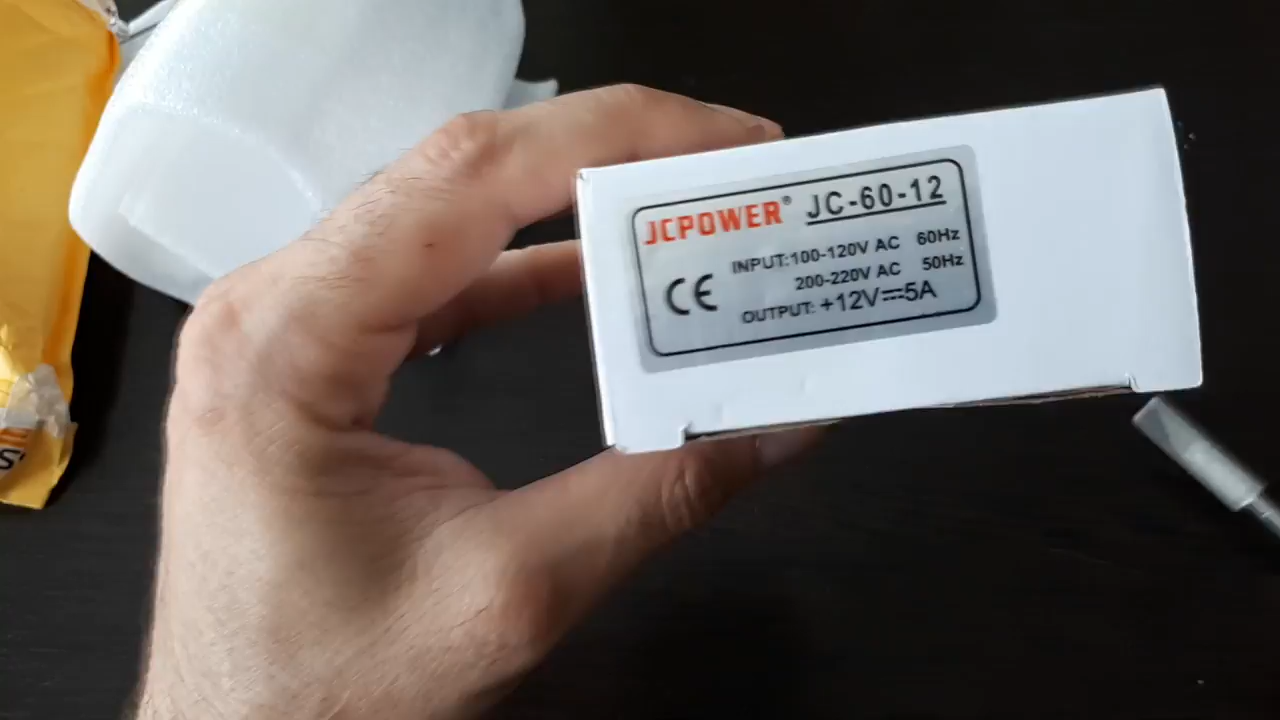 JCPOWER® JC-60-12
INPUT:100-120V AC 60Hz
200-220V AC 50Hz
CE
OUTPUT: +12V⎓5A
S